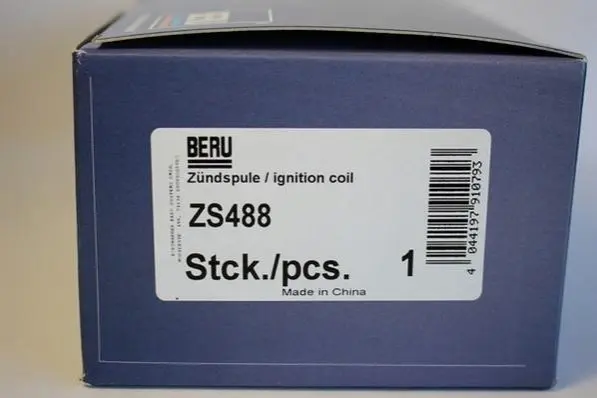 BERU
Zündspule / ignition coil
ZS488
Stck./pcs. 1
Made in China
4 044197 910793